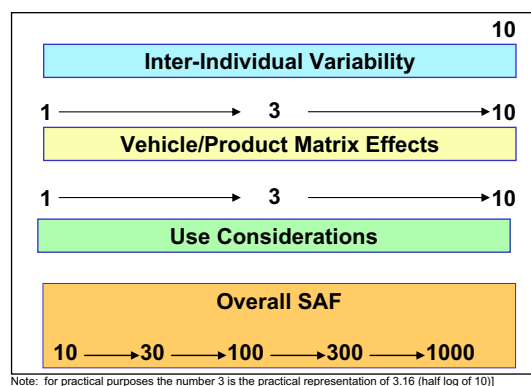 10
Inter-Individual Variability
1 3 10
Vehicle/Product Matrix Effects
1 3 10
Use Considerations
Overall SAF
10 30 100 300 1000
Note: for practical purposes the number 3 is the practical representation of 3.16 (half log of 10)]